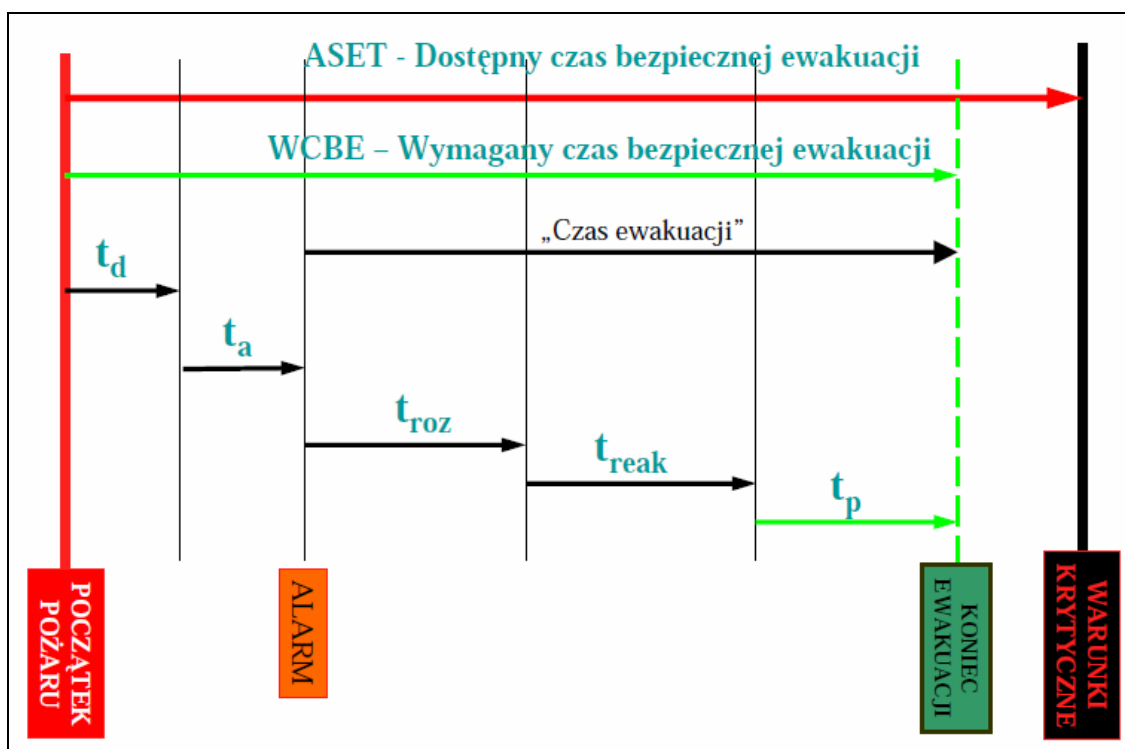 ASET - Dostępny czas bezpiecznej ewakuacji
WCBE – Wymagany czas bezpiecznej ewakuacji
„Czas ewakuacji”
td
ta
troz
treak
tp
POCZĄTEK
POŻARU
ALARM
KONIEC
EWAKUACJI
WARUNKI
KRYTYCZNE